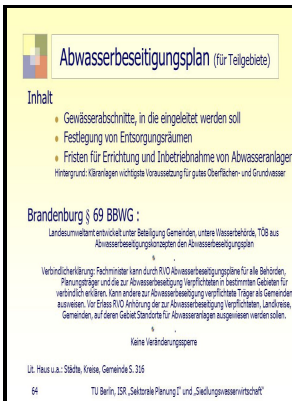 Abwasserbeseitigungsplan (für Teilgebiete)
Inhalt
Gewässerabschnitte, in die eingeleitet werden soll
Festlegung von Entsorgungsräumen
Fristen für Errichtung und Inbetriebnahme von Abwasseranlagen
Hintergrund: Kläranlagen wichtigste Voraussetzung für gutes Oberflächen- und Grundwasser
Brandenburg § 69 BBWG :
Landesumweltamt entwickelt unter Beteiligung Gemeinden, untere Wasserbehörde, TÖB aus
Abwasserbeseitigungskonzepten den Abwasserbeseitigungsplan
Verbindlicherklärung: Fachminister kann durch RVO Abwasserbeseitigungspläne für alle Behörden,
Planungsträger und die zur Abwasserbeseitigung Verpflichteten in bestimmten Gebieten für
verbindlich erklären. Kann andere zur Abwasserbeseitigung verpflichtete Träger als Gemeinden
ausweisen. Vor Erlass RVO Anhörung der zur Abwasserbeseitigung Verpflichteten, Landkreise,
Gemeinden, auf deren Gebiet Standorte für Abwasseranlagen ausgewiesen werden sollen.
Keine Veränderungssperre
Lit. Haus u.a.: Städte, Kreise, Gemeinde S. 316
64 TU Berlin, ISR „Sektorale Planung I“ und „Siedlungswasserwirtschaft“